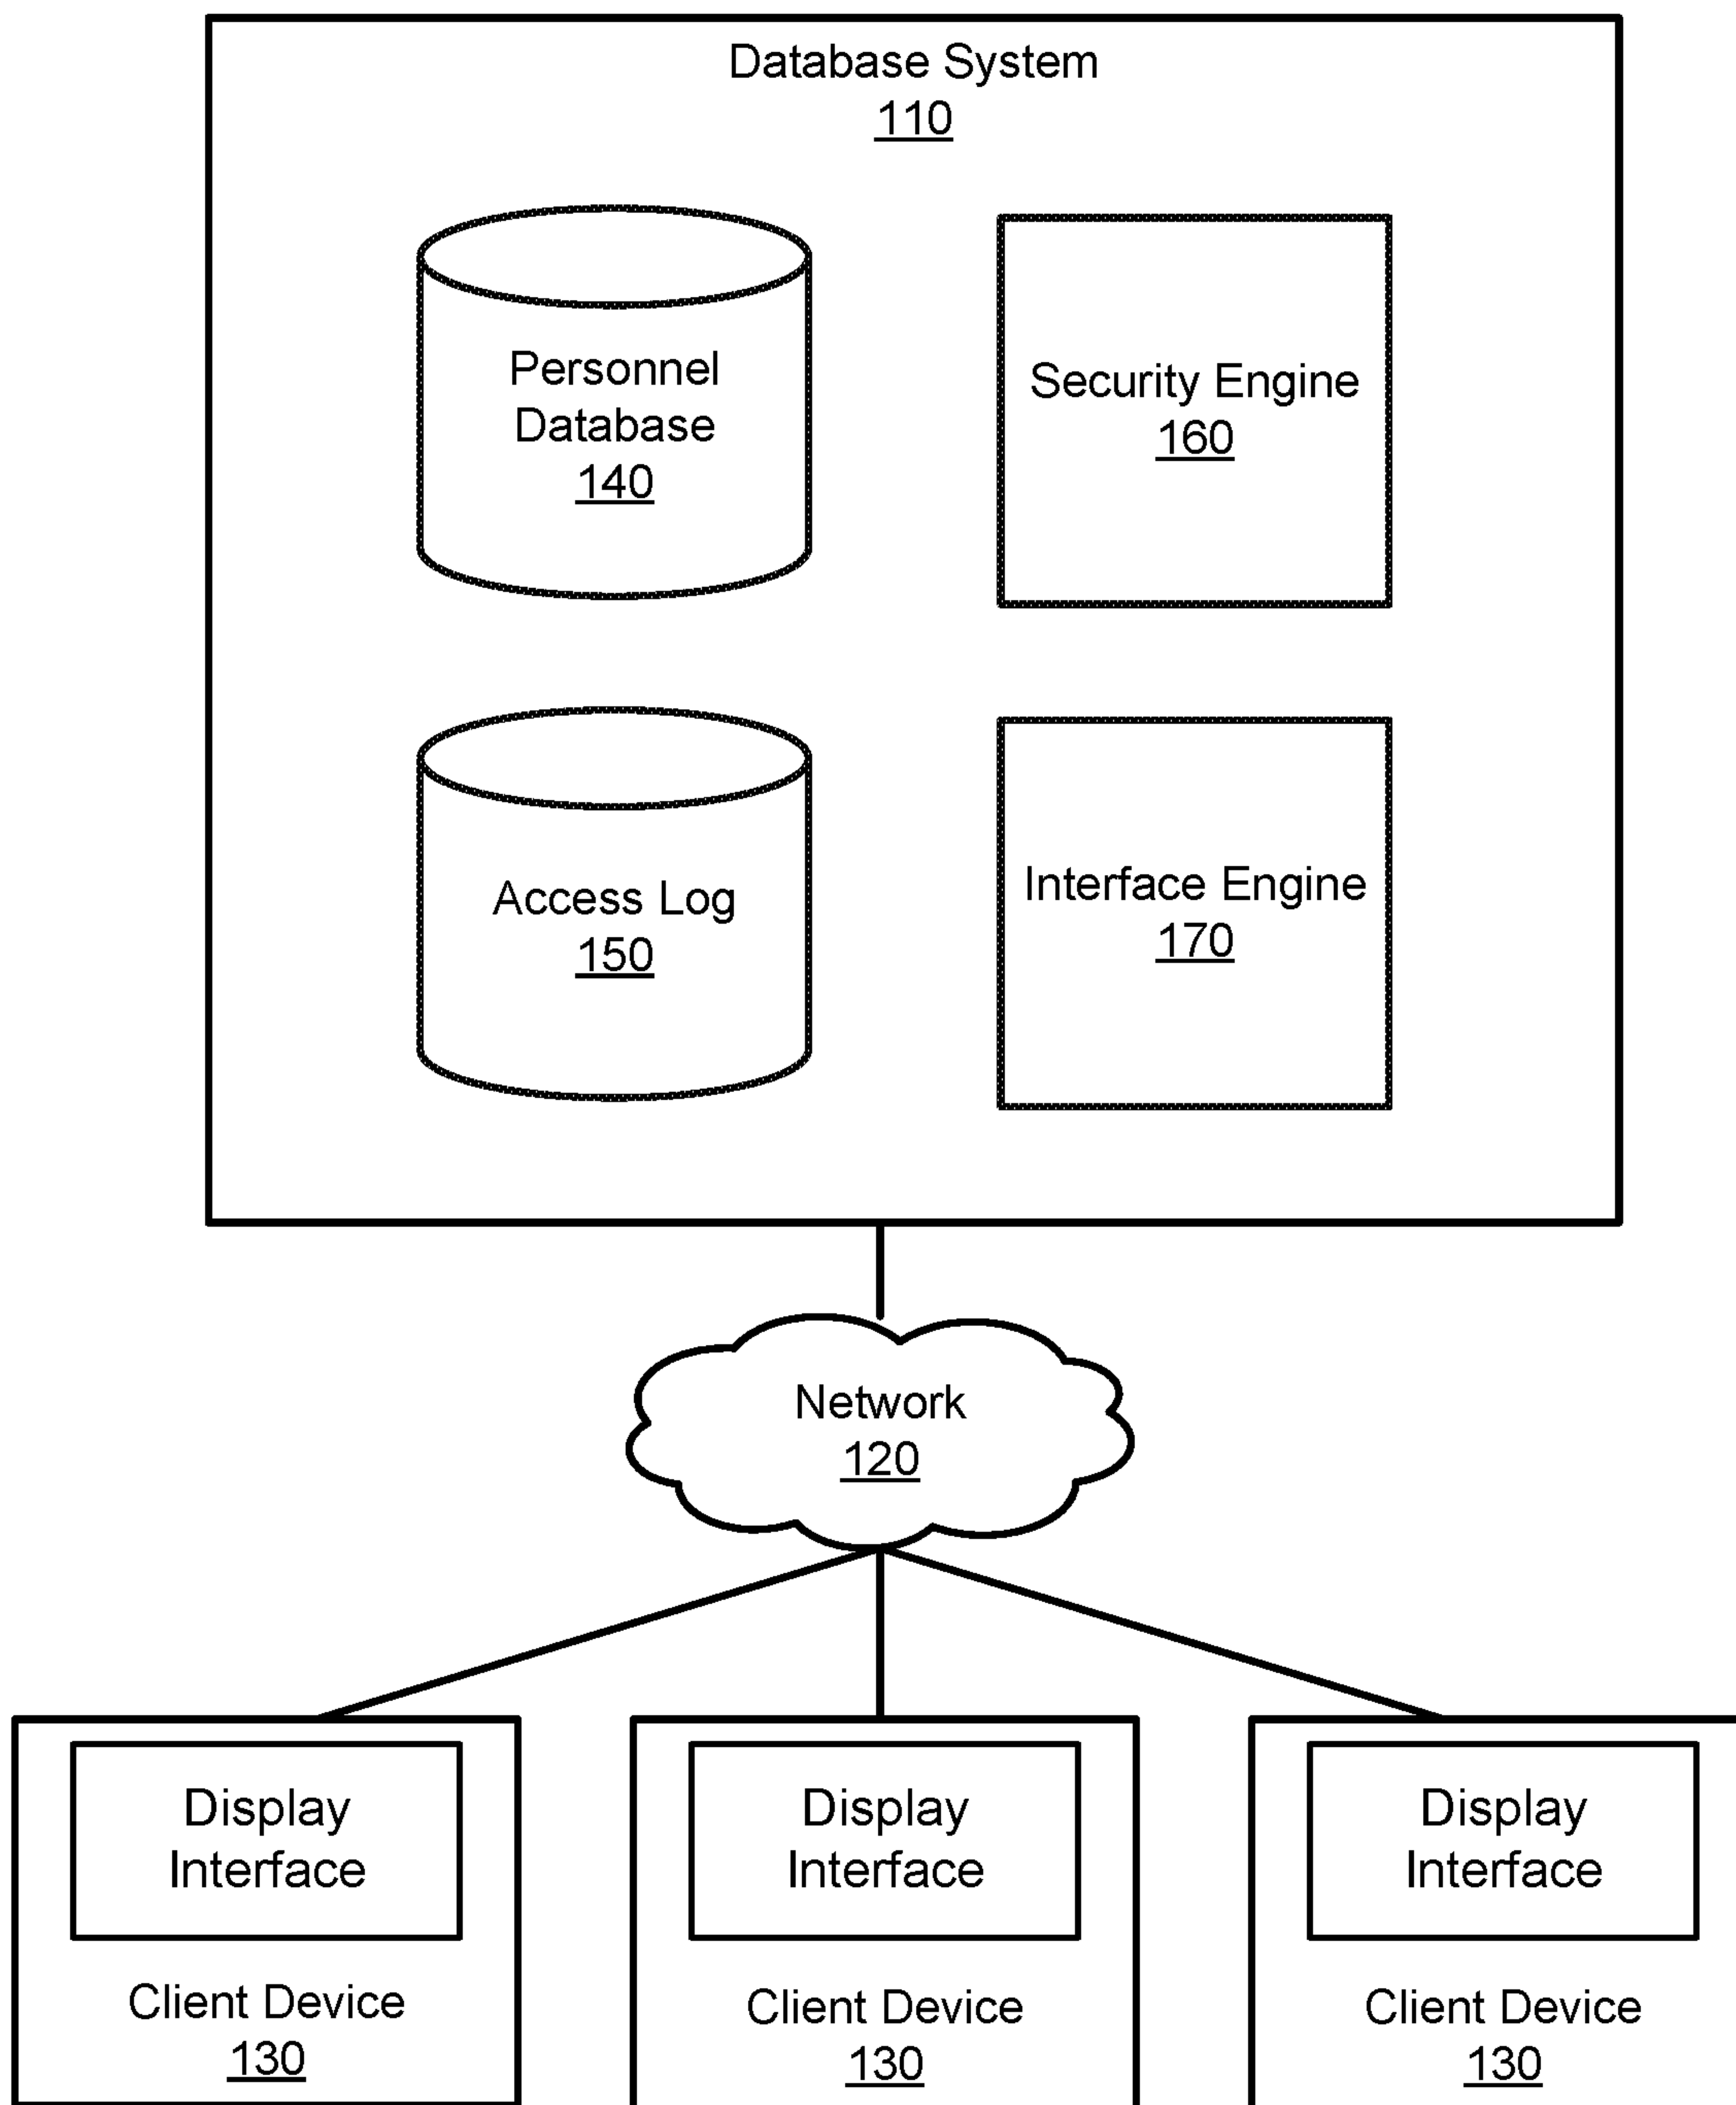 Database System
110
Personnel
Database
140
Security Engine
160
Access Log
150
Interface Engine
170
Network
120
Display
Interface
Client Device
130
Display
Interface
Client Device
130
Display
Interface
Client Device
130